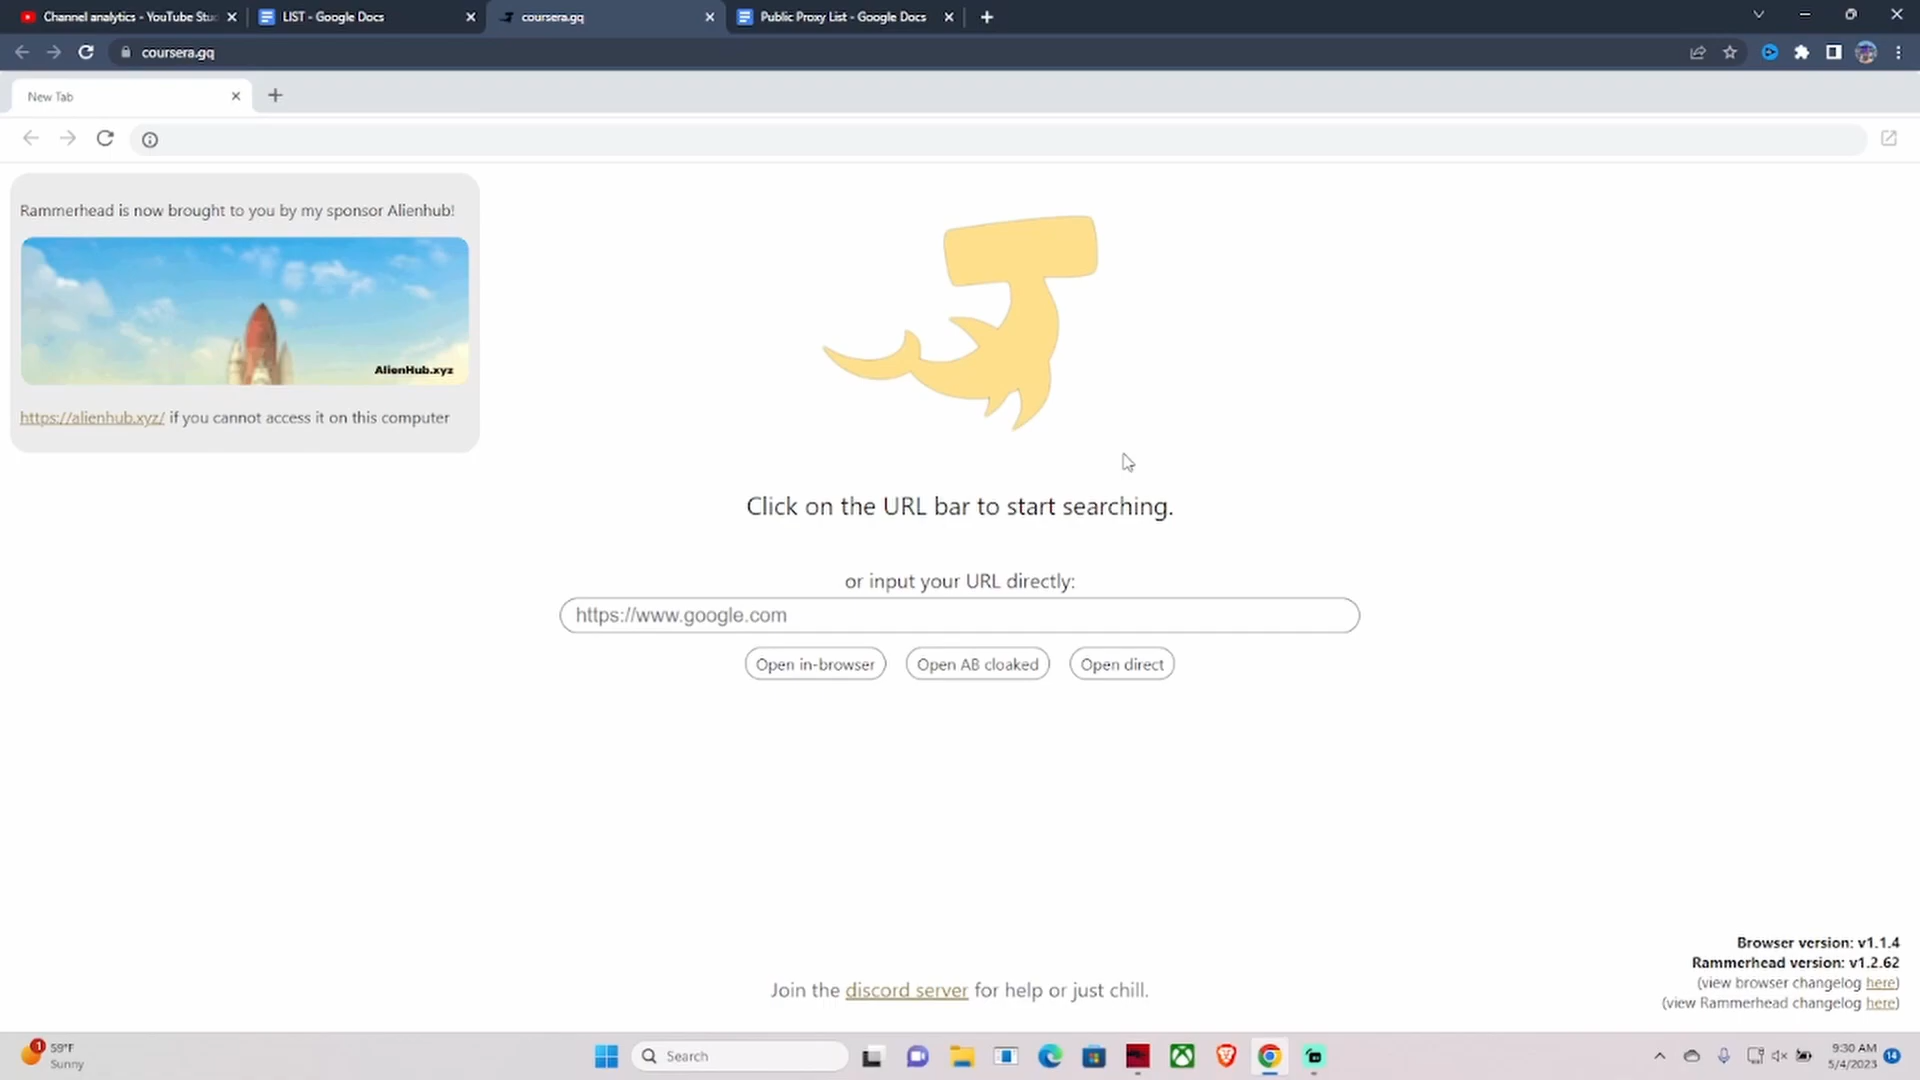 Channel analytics - YouTube Stu
LIST - Google Docs
coursera.gq
Public Proxy List - Google Docs
coursera.gq
New Tab
Rammerhead is now brought to you by my sponsor Alienhub!
AlienHub.xyz
https://alienhub.xyz/ if you cannot access it on this computer
Click on the URL bar to start searching.
or input your URL directly:
https://www.google.com
Open in-browser
Open AB cloaked
Open direct
Browser version: v1.1.4
Rammerhead version: v1.2.62
(view browser changelog here)
(view Rammerhead changelog here)
Join the discord server for help or just chill.
1
59°F
Sunny
Search
9:30 AM
5/4/2023
14